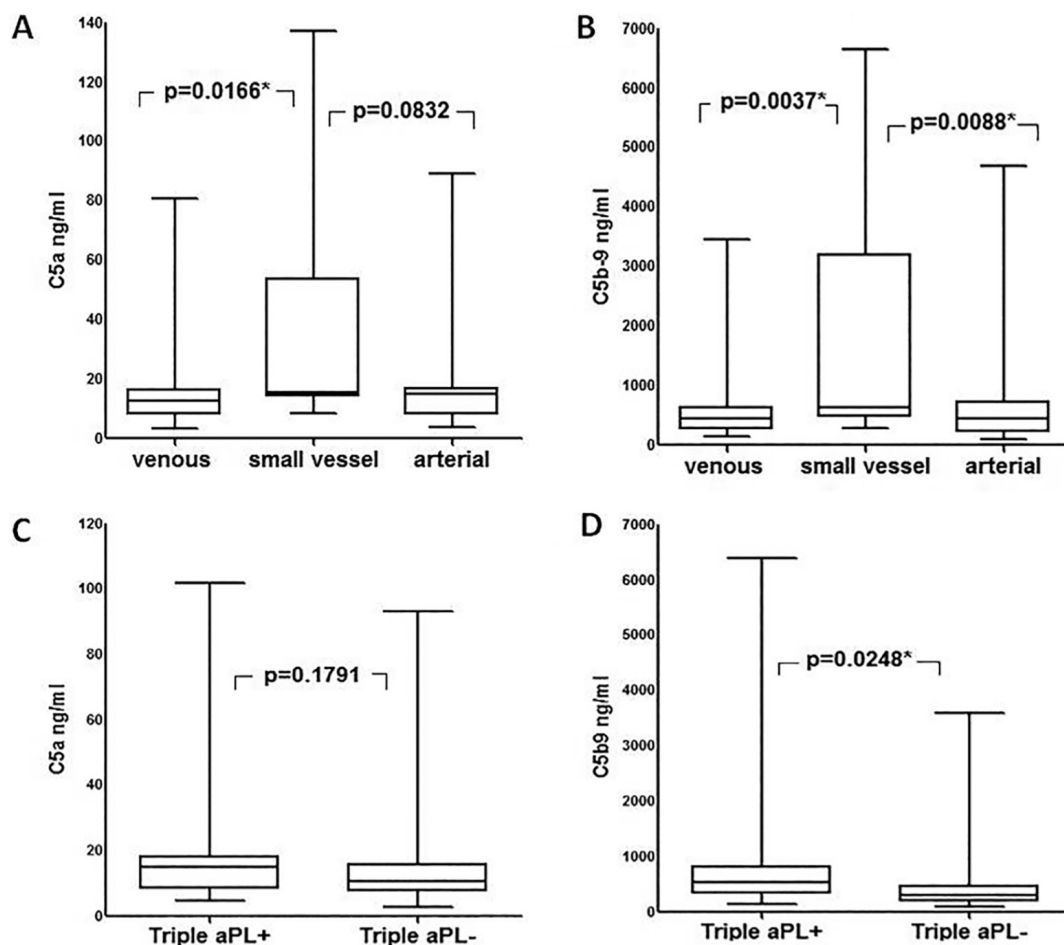 A
C5a ng/ml
140
120
100
80
60
40
20
0
p=0.0166*
p=0.0832
venous
small vessel
arterial
B
C5b-9 ng/ml
7000
6000
5000
4000
3000
2000
1000
0
p=0.0037*
p=0.0088*
venous
small vessel
arterial
C
C5a ng/ml
120
100
80
60
40
20
0
p=0.1791
Triple aPL+
Triple aPL-
D
C5b9 ng/ml
7000
6000
5000
4000
3000
2000
1000
0
p=0.0248*
Triple aPL+
Triple aPL-